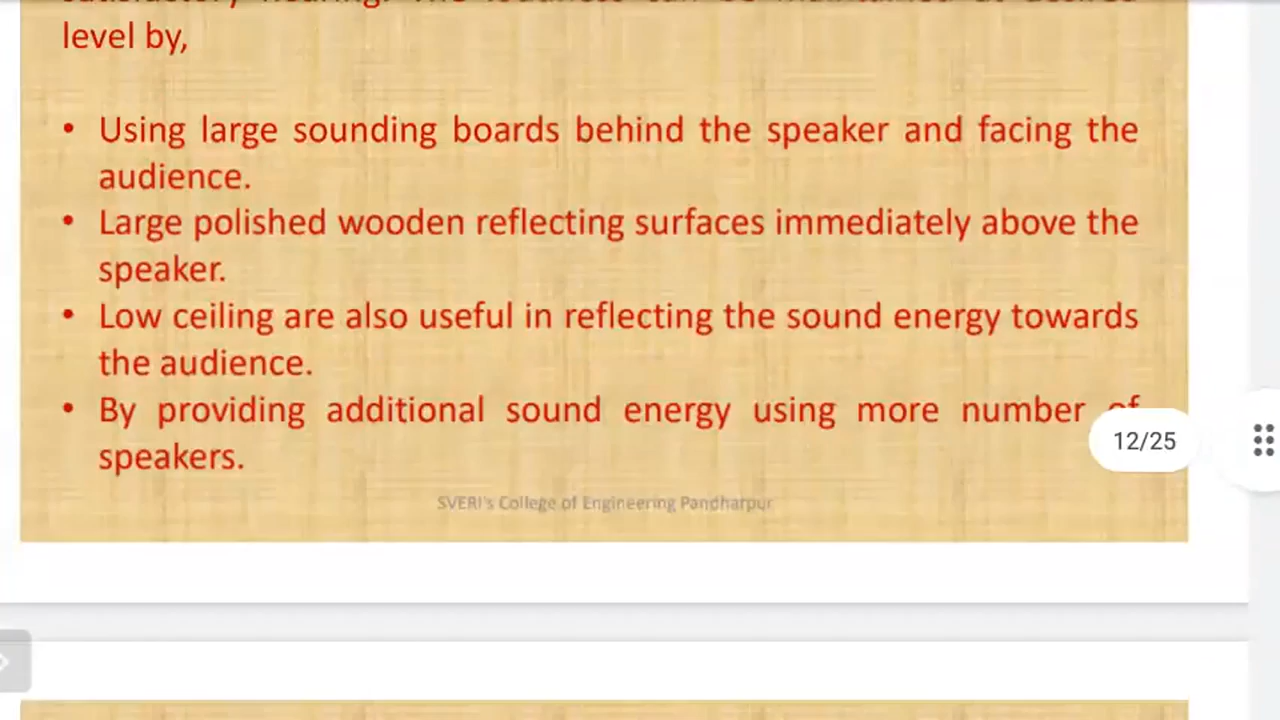 level by,
• Using large sounding boards behind the speaker and facing the
audience.
• Large polished wooden reflecting surfaces immediately above the
speaker.
• Low ceiling are also useful in reflecting the sound energy towards
the audience.
• By providing additional sound energy using more number of
speakers.
12/25
SVERI's College of Engineering Pandharpur